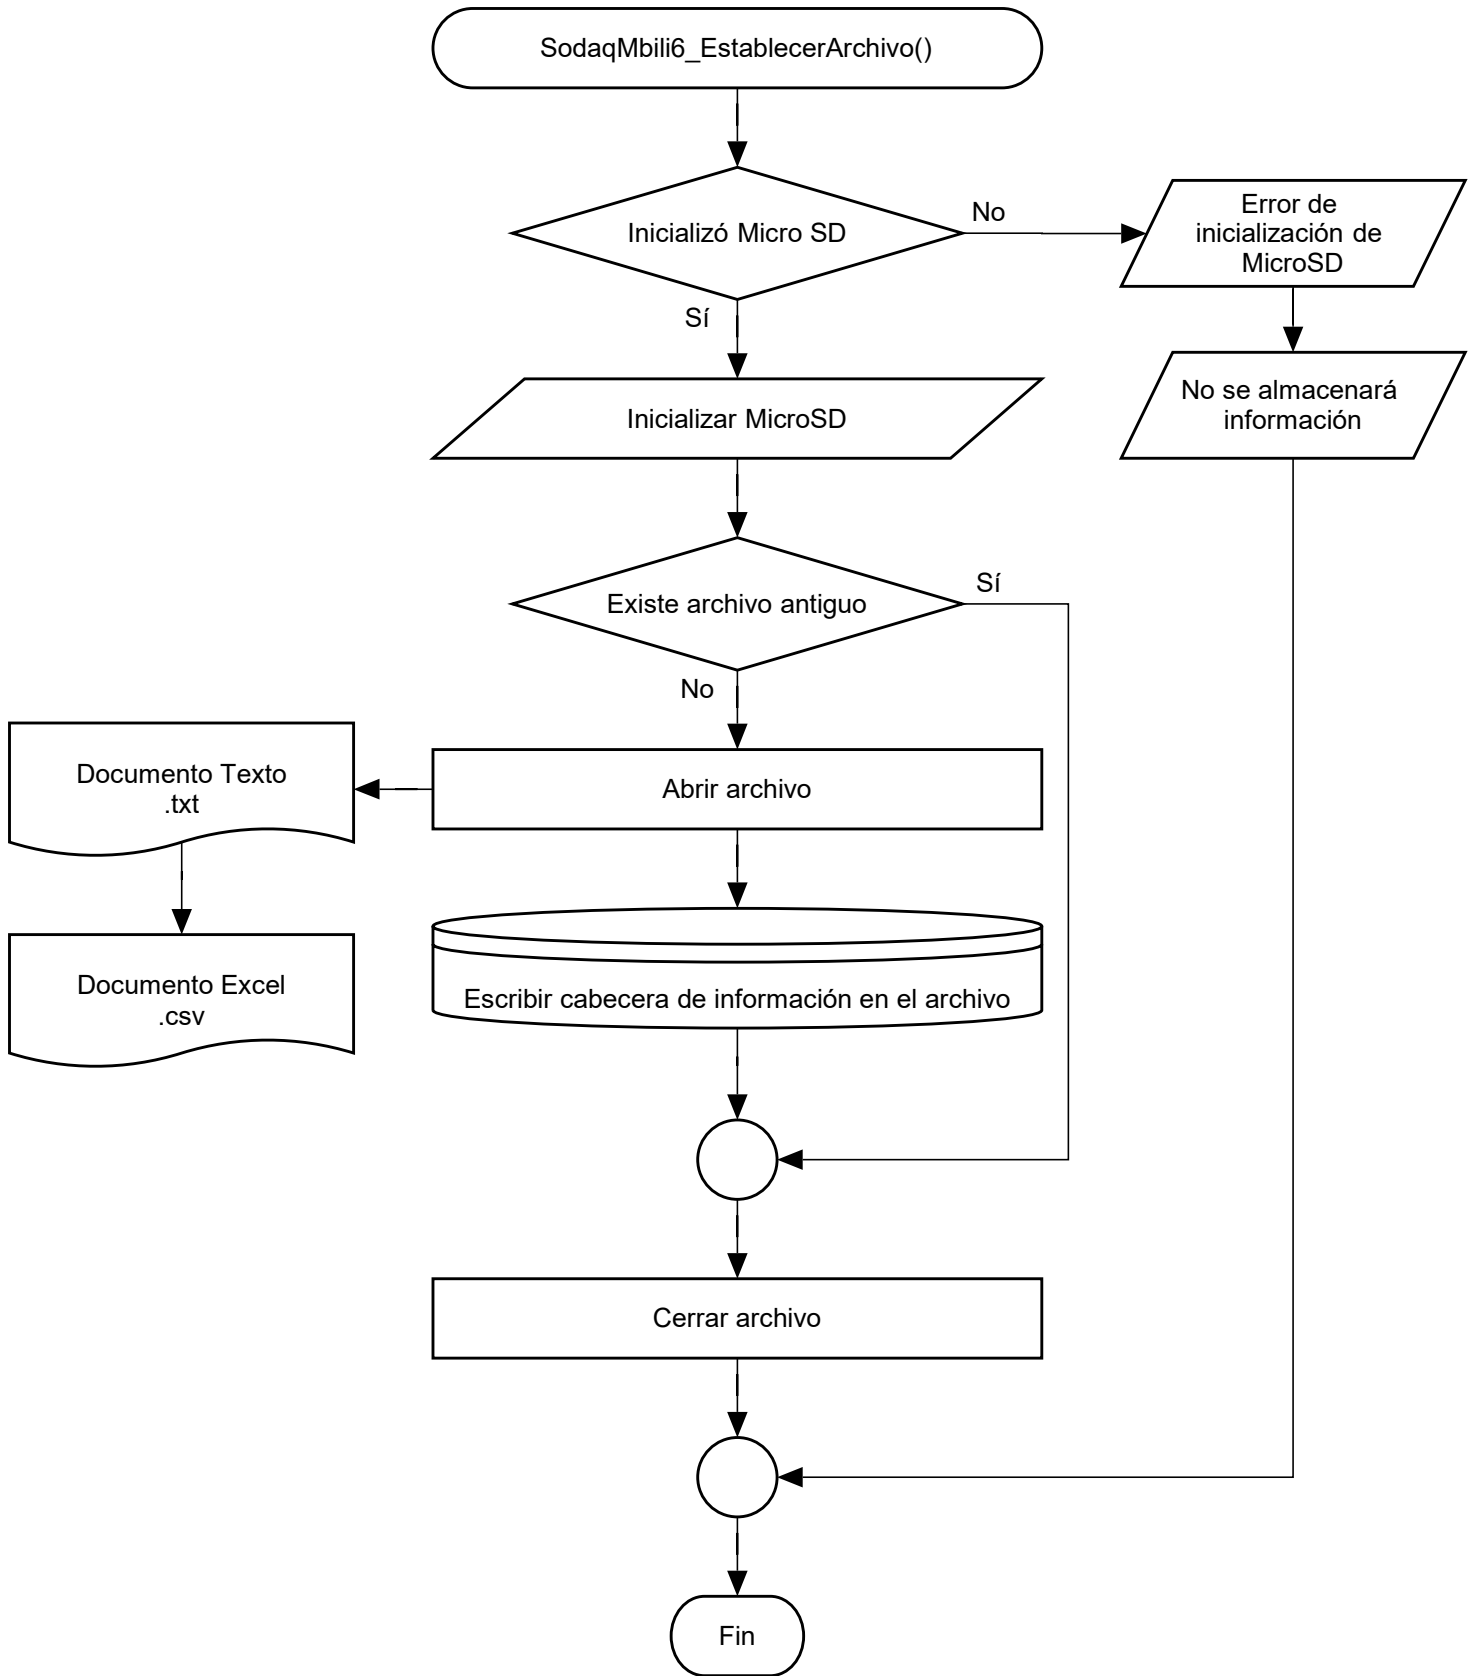 SodaqMbili6_EstablecerArchivo()
Inicializó Micro SD
No
Error de
inicialización de
MicroSD
Sí
Inicializar MicroSD
No se almacenará
información
Existe archivo antiguo
Sí
No
Documento Texto
.txt
Abrir archivo
Documento Excel
.csv
Escribir cabecera de información en el archivo
Cerrar archivo
Fin